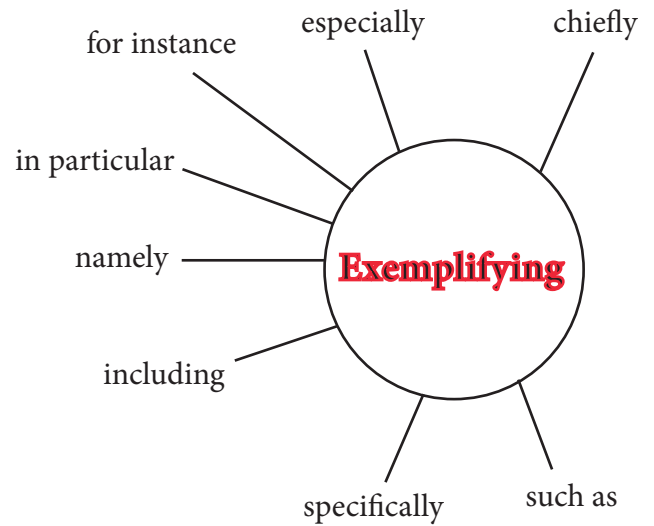 especially
chiefly
for instance
in particular
namely
Exemplifying
including
specifically
such as